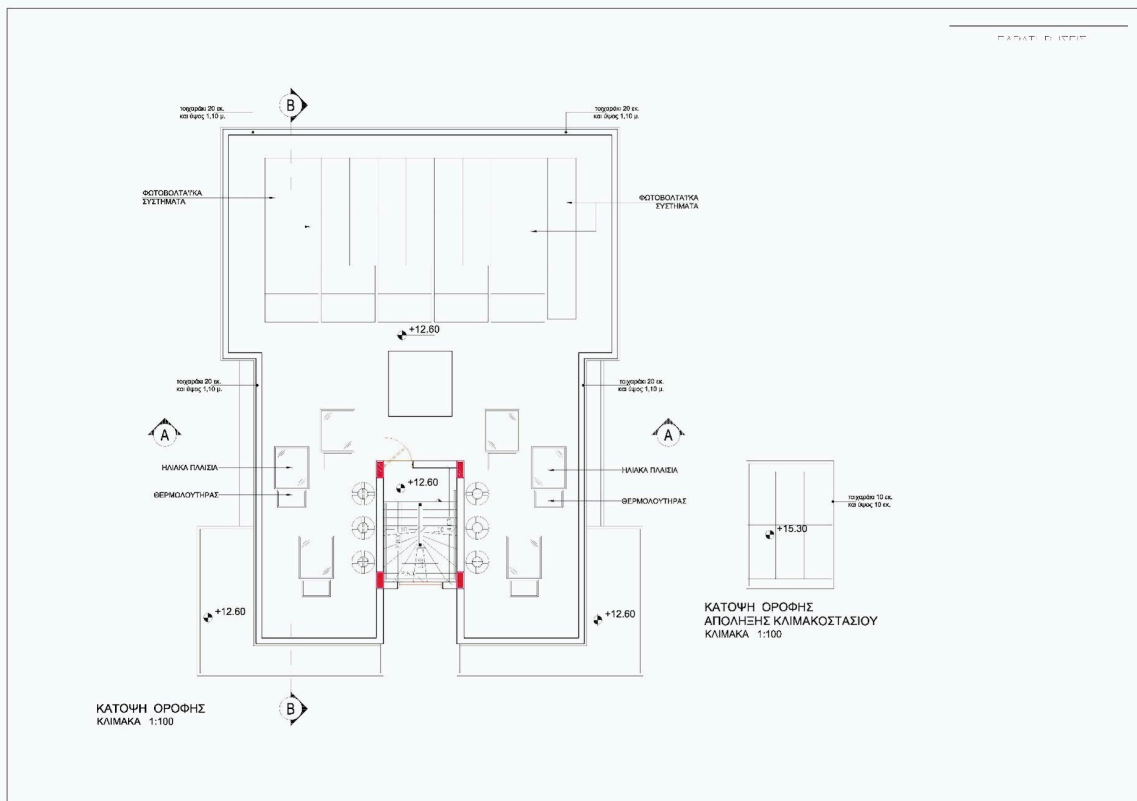 B
τοιχαράκι 20 εκ.
και ύψος 1,10 μ.
τοιχαράκι 20 εκ.
και ύψος 1,10 μ.
ΦΩΤΟΒΟΛΤΑΪΚΑ
ΣΥΣΤΗΜΑΤΑ
ΦΩΤΟΒΟΛΤΑΪΚΑ
ΣΥΣΤΗΜΑΤΑ
+12.60
τοιχαράκι 20 εκ.
και ύψος 1,10 μ.
τοιχαράκι 20 εκ.
και ύψος 1,10 μ.
A
A
ΗΛΙΑΚΑ ΠΛΑΙΣΙΑ
ΗΛΙΑΚΑ ΠΛΑΙΣΙΑ
ΘΕΡΜΟΛΟΥΤΗΡΑΣ
+12.60
ΘΕΡΜΟΛΟΥΤΗΡΑΣ
τοιχαράκι 10 εκ.
και ύψος 10 εκ.
+15.30
+12.60
+12.60
ΚΑΤΟΨΗ ΟΡΟΦΗΣ
ΑΠΟΛΗΞΗΣ ΚΛΙΜΑΚΟΣΤΑΣΙΟΥ
ΚΛΙΜΑΚΑ 1:100
ΚΑΤΟΨΗ ΟΡΟΦΗΣ
ΚΛΙΜΑΚΑ 1:100
B